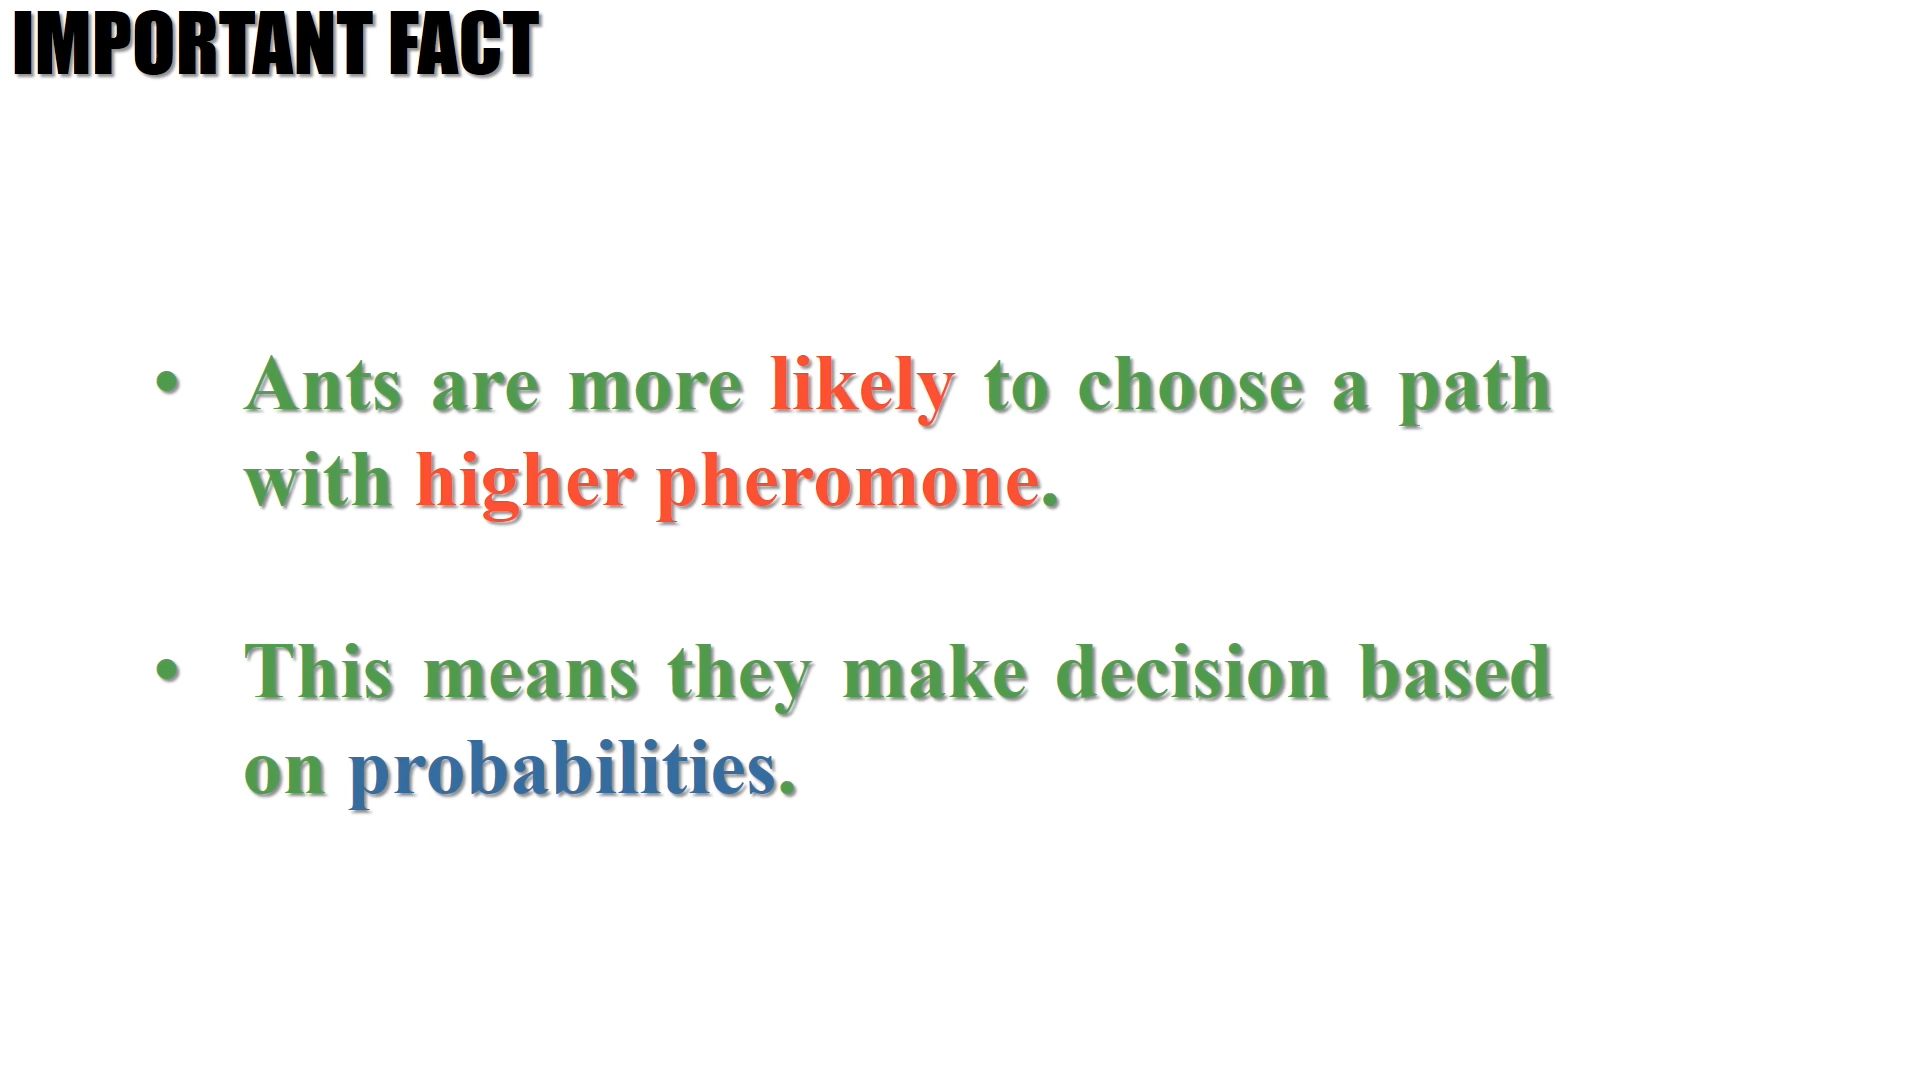 IMPORTANT FACT
• Ants are more likely to choose a path
with higher pheromone.
• This means they make decision based
on probabilities.